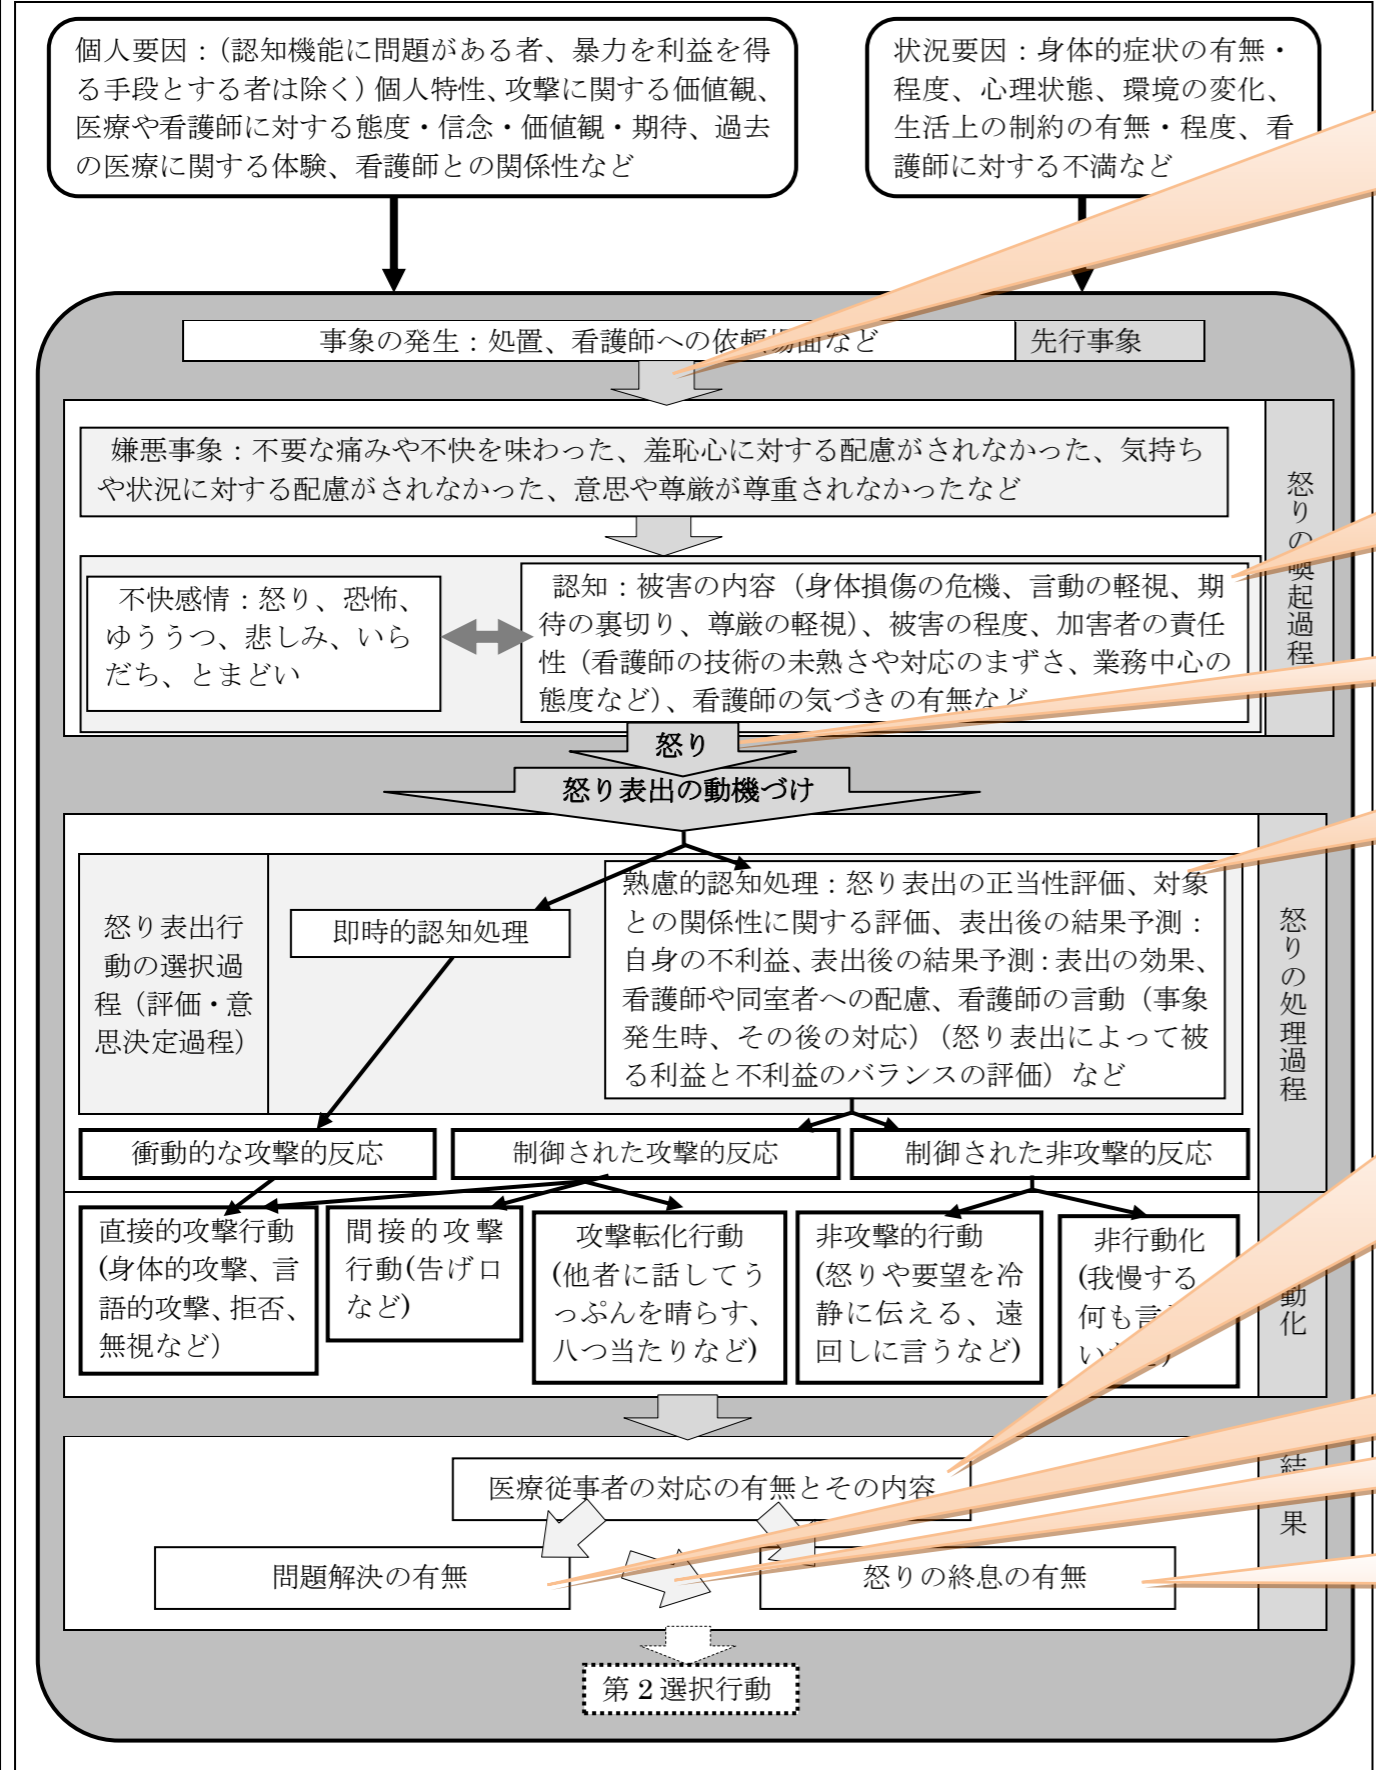 個人要因：（認知機能に問題がある者、暴力を利益を得
る手段とする者は除く）個人特性、攻撃に関する価値観、
医療や看護師に対する態度・信念・価値観・期待、過去
の医療に関する体験、看護師との関係性など
状況要因：身体的症状の有無・
程度、心理状態、環境の変化、
生活上の制約の有無・程度、看
護師に対する不満など
事象の発生：処置、看護師への依頼場面など
先行事象
嫌悪事象：不要な痛みや不快を味わった、羞恥心に対する配慮がされなかった、気持ち
や状況に対する配慮がされなかった、意思や尊厳が尊重されなかったなど
怒りの喚起過程
不快感情：怒り、恐怖、
ゆううつ、悲しみ、いら
だち、とまどい
認知：被害の内容（身体損傷の危機、言動の軽視、期
待の裏切り、尊厳の軽視）、被害の程度、加害者の責任
性（看護師の技術の未熟さや対応のまずさ、業務中心の
態度など）、看護師の気づきの有無など
怒り
怒り表出の動機づけ
怒り表出行
動の選択過
程（評価・意
思決定過程）
即時的認知処理
熟慮的認知処理：怒り表出の正当性評価、対象
との関係性に関する評価、表出後の結果予測：
自身の不利益、表出後の結果予測：表出の効果、
看護師や同室者への配慮、看護師の言動（事象
発生時、その後の対応）（怒り表出によって被
る利益と不利益のバランスの評価）など
怒りの処理過程
衝動的な攻撃的反応
制御された攻撃的反応
制御された非攻撃的反応
直接的攻撃行動
(身体的攻撃、言
語的攻撃、拒否、
無視など）
間接的攻撃
行動(告げ口
など)
攻撃転化行動
(他者に話してう
っぷんを晴らす、
八つ当たりなど)
非攻撃的行動
(怒りや要望を冷
静に伝える、遠
回しに言うなど)
非行動化
(我慢する
何も言
い
動化
医療従事者の対応の有無とその内容
結果
問題解決の有無
怒りの終息の有無
第 2 選択行動